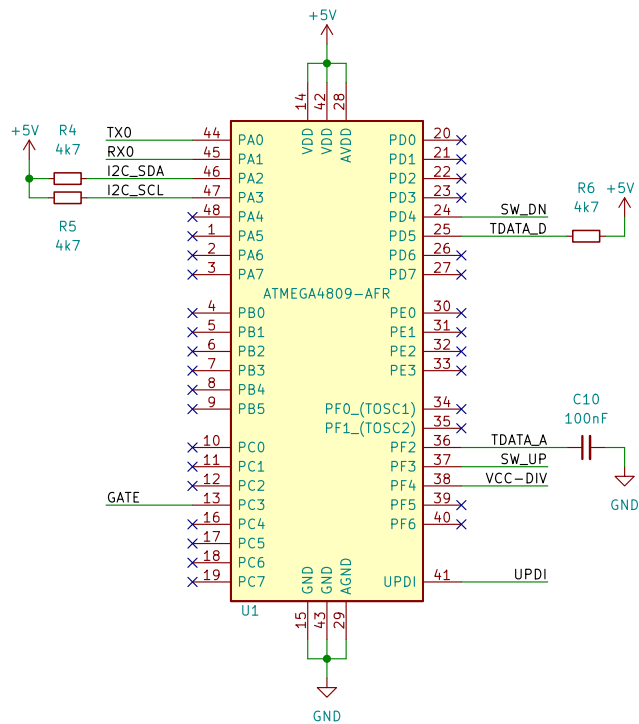 +5V
14
42
28
VDD
VDD
AVDD
+5V
R4
4k7
TX0
44
PA0
RX0
45
PA1
I2C_SDA
46
PA2
I2C_SCL
47
PA3
R5
4k7
48
PA4
1
PA5
2
PA6
3
PA7
ATMEGA4809-AFR
4
PB0
5
PB1
6
PB2
7
PB3
8
PB4
9
PB5
10
PC0
11
PC1
12
PC2
GATE
13
PC3
16
PC4
17
PC5
18
PC6
19
PC7
U1
PD0
20
PD1
21
PD2
22
PD3
23
PD4
24
SW_DN
PD5
25
TDATA_D
R6
4k7
+5V
PD6
26
PD7
27
PE0
30
PE1
31
PE2
32
PE3
33
PF0_(TOSC1)
34
PF1_(TOSC2)
35
PF2
36
TDATA_A
C10
100nF
GND
PF3
37
SW_UP
PF4
38
VCC-DIV
PF5
39
PF6
40
UPDI
41
UPDI
GND
GND
AGND
15
43
29
GND